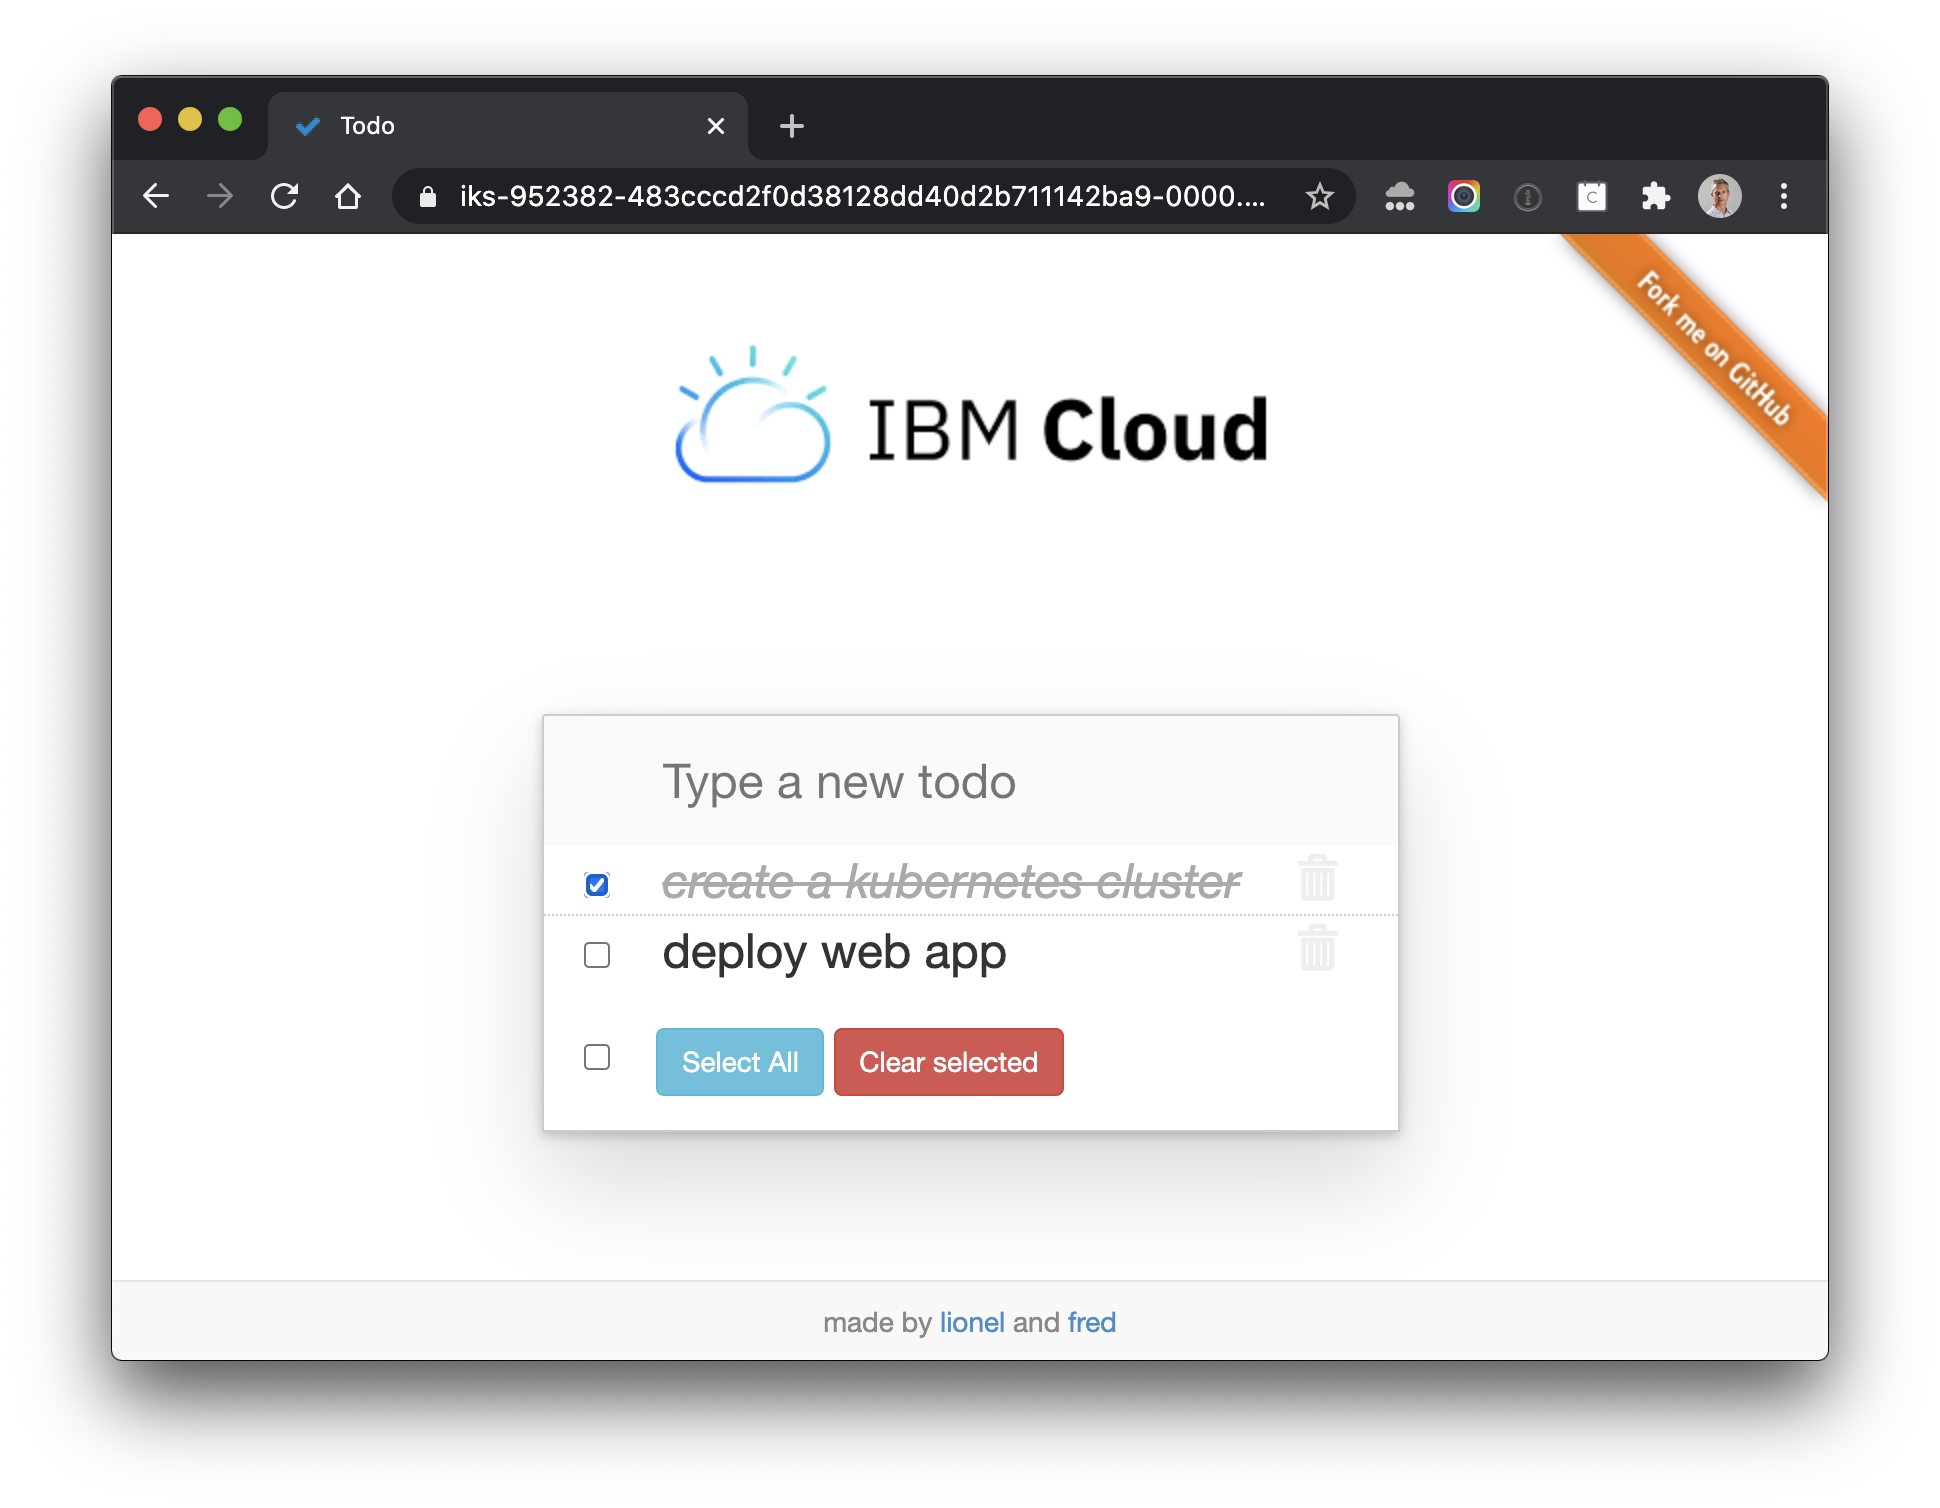 Todo
iks-952382-483cccd2f0d38128dd40d2b711142ba9-0000....
Fork me on GitHub
IBM Cloud
Type a new todo
create a kubernetes cluster
deploy web app
Select All
Clear selected
made by lionel and fred